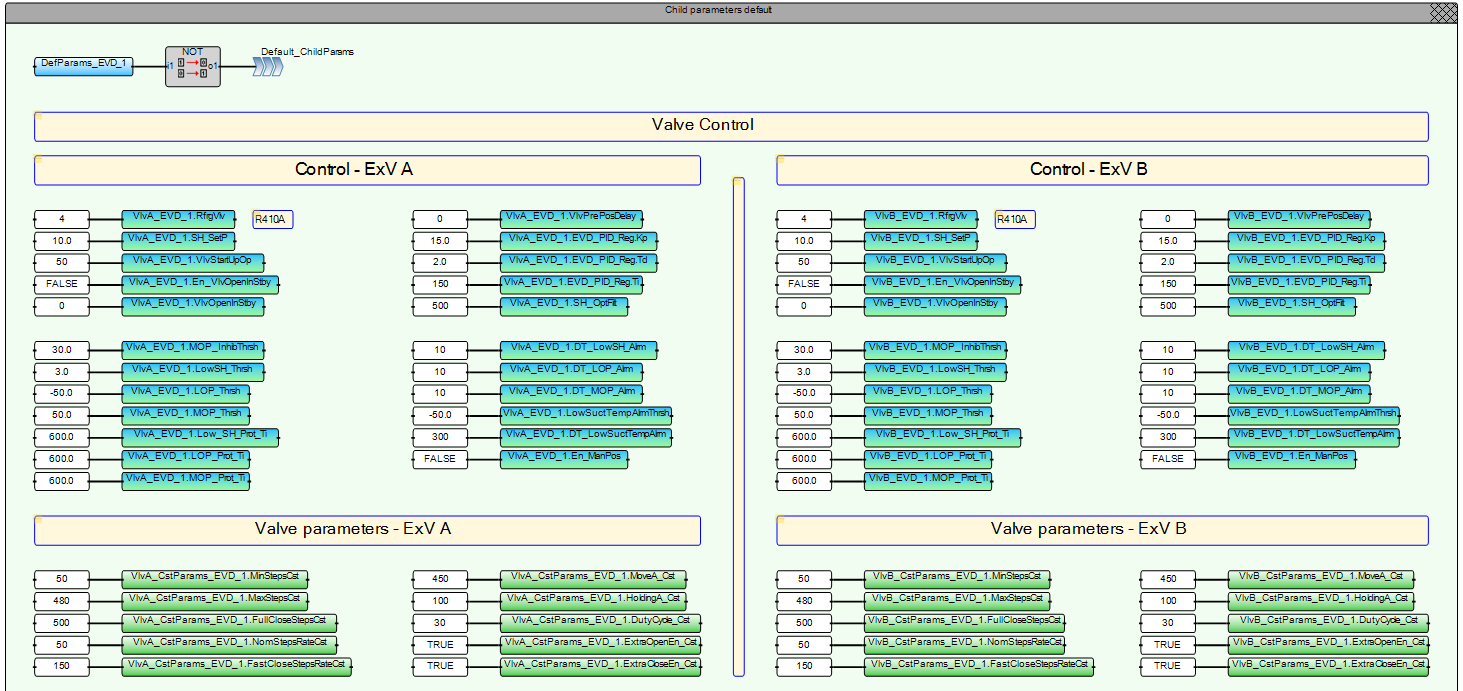 Child parameters default
DefParams_EVD_1
NOT
i1
1
0
0
1
o1
Default_ChildParams
Valve Control
Control - ExV A
4 VlvA_EVD_1.RfrgVlv R410A
10.0 VlvA_EVD_1.SH_SetP
50 VlvA_EVD_1.VlvStartUpOp
FALSE VlvA_EVD_1.En_VlvOpenInStby
0 VlvA_EVD_1.VlvOpenInStby
0 VlvA_EVD_1.VlvPrePosDelay
15.0 VlvA_EVD_1.EVD_PID_Reg.Kp
2.0 VlvA_EVD_1.EVD_PID_Reg.Td
150 VlvA_EVD_1.EVD_PID_Reg.Ti
500 VlvA_EVD_1.SH_OptFit
30.0 VlvA_EVD_1.MOP_InhibThrsh
3.0 VlvA_EVD_1.LowSH_Thrsh
-50.0 VlvA_EVD_1.LOP_Thrsh
50.0 VlvA_EVD_1.MOP_Thrsh
600.0 VlvA_EVD_1.Low_SH_Prot_Ti
600.0 VlvA_EVD_1.LOP_Prot_Ti
600.0 VlvA_EVD_1.MOP_Prot_Ti
10 VlvA_EVD_1.DT_LowSH_Alrm
10 VlvA_EVD_1.DT_LOP_Alrm
10 VlvA_EVD_1.DT_MOP_Alrm
-50.0 VlvA_EVD_1.LowSuctTempAlrmThrsh
300 VlvA_EVD_1.DT_LowSuctTempAlrm
FALSE VlvA_EVD_1.En_ManPos
Valve parameters - ExV A
50 VlvA_CstParams_EVD_1.MinStepsCst
480 VlvA_CstParams_EVD_1.MaxStepsCst
500 VlvA_CstParams_EVD_1.FullCloseStepsCst
50 VlvA_CstParams_EVD_1.NomStepsRateCst
150 VlvA_CstParams_EVD_1.FastCloseStepsRateCst
450 VlvA_CstParams_EVD_1.MoveA_Cst
100 VlvA_CstParams_EVD_1.HoldingA_Cst
30 VlvA_CstParams_EVD_1.DutyCycle_Cst
TRUE VlvA_CstParams_EVD_1.ExtraOpenEn_Cst
TRUE VlvA_CstParams_EVD_1.ExtraCloseEn_Cst
Control - ExV B
4 VlvB_EVD_1.RfrgVlv R410A
10.0 VlvB_EVD_1.SH_SetP
50 VlvB_EVD_1.VlvStartUpOp
FALSE VlvB_EVD_1.En_VlvOpenInStby
0 VlvB_EVD_1.VlvOpenInStby
0 VlvB_EVD_1.VlvPrePosDelay
15.0 VlvB_EVD_1.EVD_PID_Reg.Kp
2.0 VlvB_EVD_1.EVD_PID_Reg.Td
150 VlvB_EVD_1.EVD_PID_Reg.Ti
500 VlvB_EVD_1.SH_OptFit
30.0 VlvB_EVD_1.MOP_InhibThrsh
3.0 VlvB_EVD_1.LowSH_Thrsh
-50.0 VlvB_EVD_1.LOP_Thrsh
50.0 VlvB_EVD_1.MOP_Thrsh
600.0 VlvB_EVD_1.Low_SH_Prot_Ti
600.0 VlvB_EVD_1.LOP_Prot_Ti
600.0 VlvB_EVD_1.MOP_Prot_Ti
10 VlvB_EVD_1.DT_LowSH_Alrm
10 VlvB_EVD_1.DT_LOP_Alrm
10 VlvB_EVD_1.DT_MOP_Alrm
-50.0 VlvB_EVD_1.LowSuctTempAlrmThrsh
300 VlvB_EVD_1.DT_LowSuctTempAlrm
FALSE VlvB_EVD_1.En_ManPos
Valve parameters - ExV B
50 VlvB_CstParams_EVD_1.MinStepsCst
480 VlvB_CstParams_EVD_1.MaxStepsCst
500 VlvB_CstParams_EVD_1.FullCloseStepsCst
50 VlvB_CstParams_EVD_1.NomStepsRateCst
150 VlvB_CstParams_EVD_1.FastCloseStepsRateCst
450 VlvB_CstParams_EVD_1.MoveA_Cst
100 VlvB_CstParams_EVD_1.HoldingA_Cst
30 VlvB_CstParams_EVD_1.DutyCycle_Cst
TRUE VlvB_CstParams_EVD_1.ExtraOpenEn_Cst
TRUE VlvB_CstParams_EVD_1.ExtraCloseEn_Cst